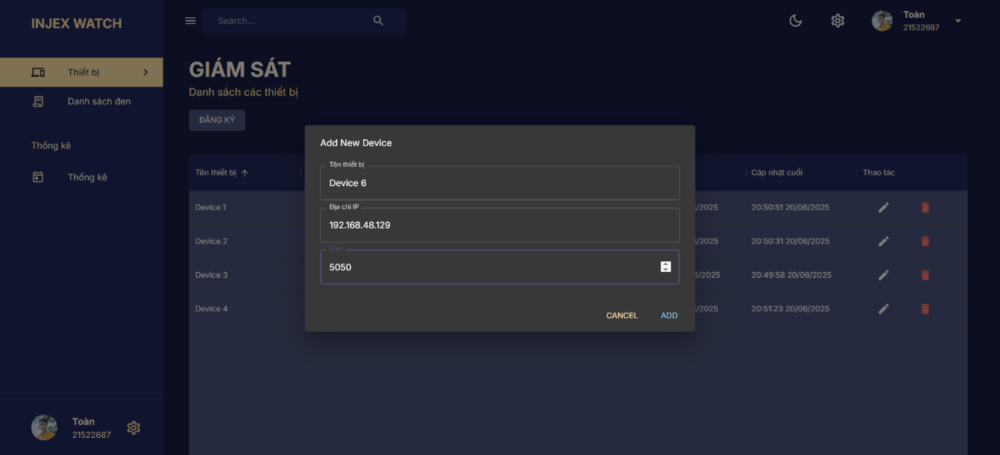 INJEX WATCH
Search...
Toàn
21522687
Thiết bị
Danh sách đen
Thống kê
Thống kê
GIÁM SÁT
Danh sách các thiết bị
ĐĂNG KÝ
Tên thiết bị
Cập nhật cuối
Thao tác
Device 1
/2025
20:50:51 20/06/2025
Device 2
/2025
20:50:31 20/06/2025
Device 3
/2025
20:49:58 20/06/2025
Device 4
/2025
20:51:23 20/06/2025
Add New Device
Tên thiết bị
Device 6
Địa chỉ IP
192.168.48.129
Port
5050
CANCEL
ADD
Toàn
21522687